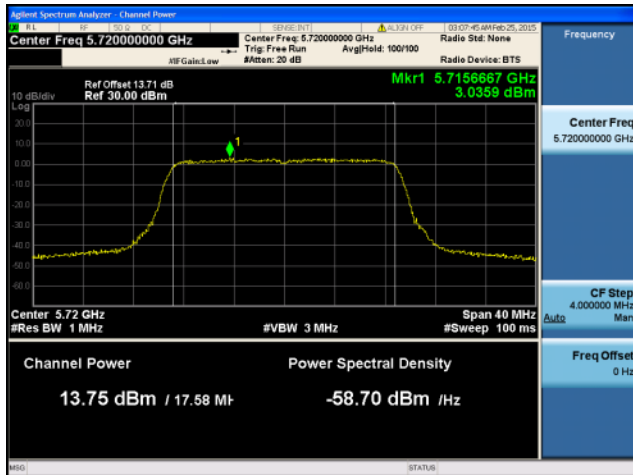 Agilent Spectrum Analyzer - Channel Power
RL RF 50 Ω DC SENSE:INT ALIGN OFF 03:07:45 AM Feb 25, 2015
Center Freq 5.720000000 GHz
Center Freq: 5.720000000 GHz
Radio Std: None
Trig: Free Run Avg|Hold: 100/100
#IFGain:Low #Atten: 20 dB Radio Device: BTS
Frequency
Mkr1 5.7156667 GHz
3.0359 dBm
Ref Offset 13.71 dB
10 dB/div Ref 30.00 dBm
Log
20.0
10.0
0.00
-10.0
-20.0
-30.0
-40.0
-50.0
-60.0
1
Center 5.72 GHz Span 40 MHz
#Res BW 1 MHz #VBW 3 MHz #Sweep 100 ms
Channel Power Power Spectral Density
13.75 dBm / 17.58 MH -58.70 dBm /Hz
Center Freq
5.720000000 GHz
CF Step
4.000000 MHz
Auto Man
Freq Offset
0 Hz
MSG STATUS